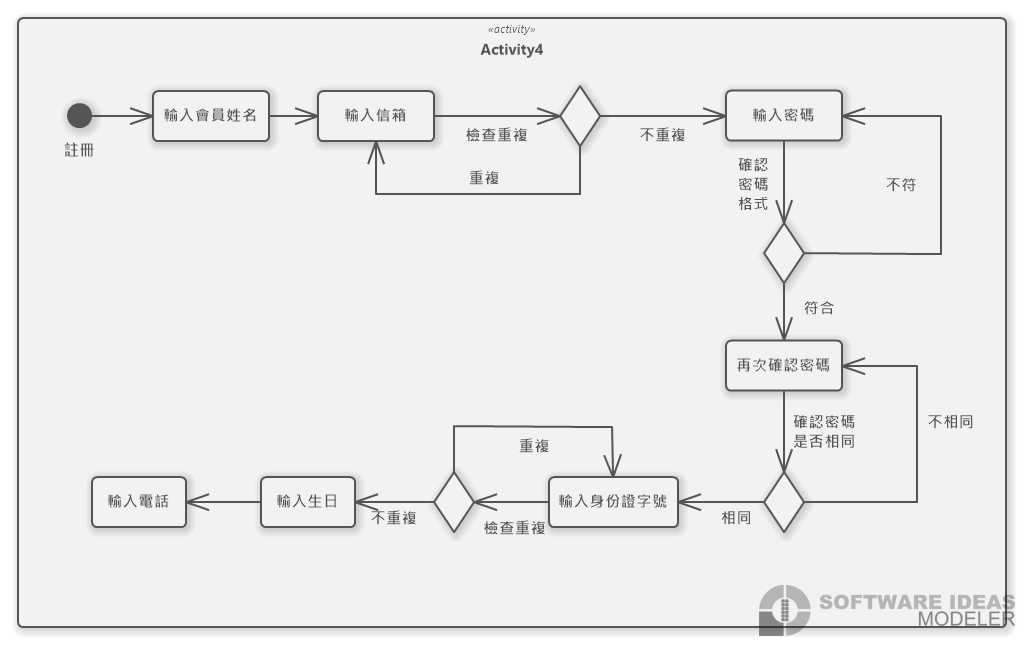 «activity»
Activity4
註冊
輸入會員姓名
輸入信箱
檢查重複
重複
不重複
輸入密碼
確認
密碼
格式
不符
符合
再次確認密碼
確認密碼
是否相同
不相同
相同
輸入身份證字號
檢查重複
重複
不重複
輸入生日
輸入電話
SOFTWARE IDEAS
MODELER